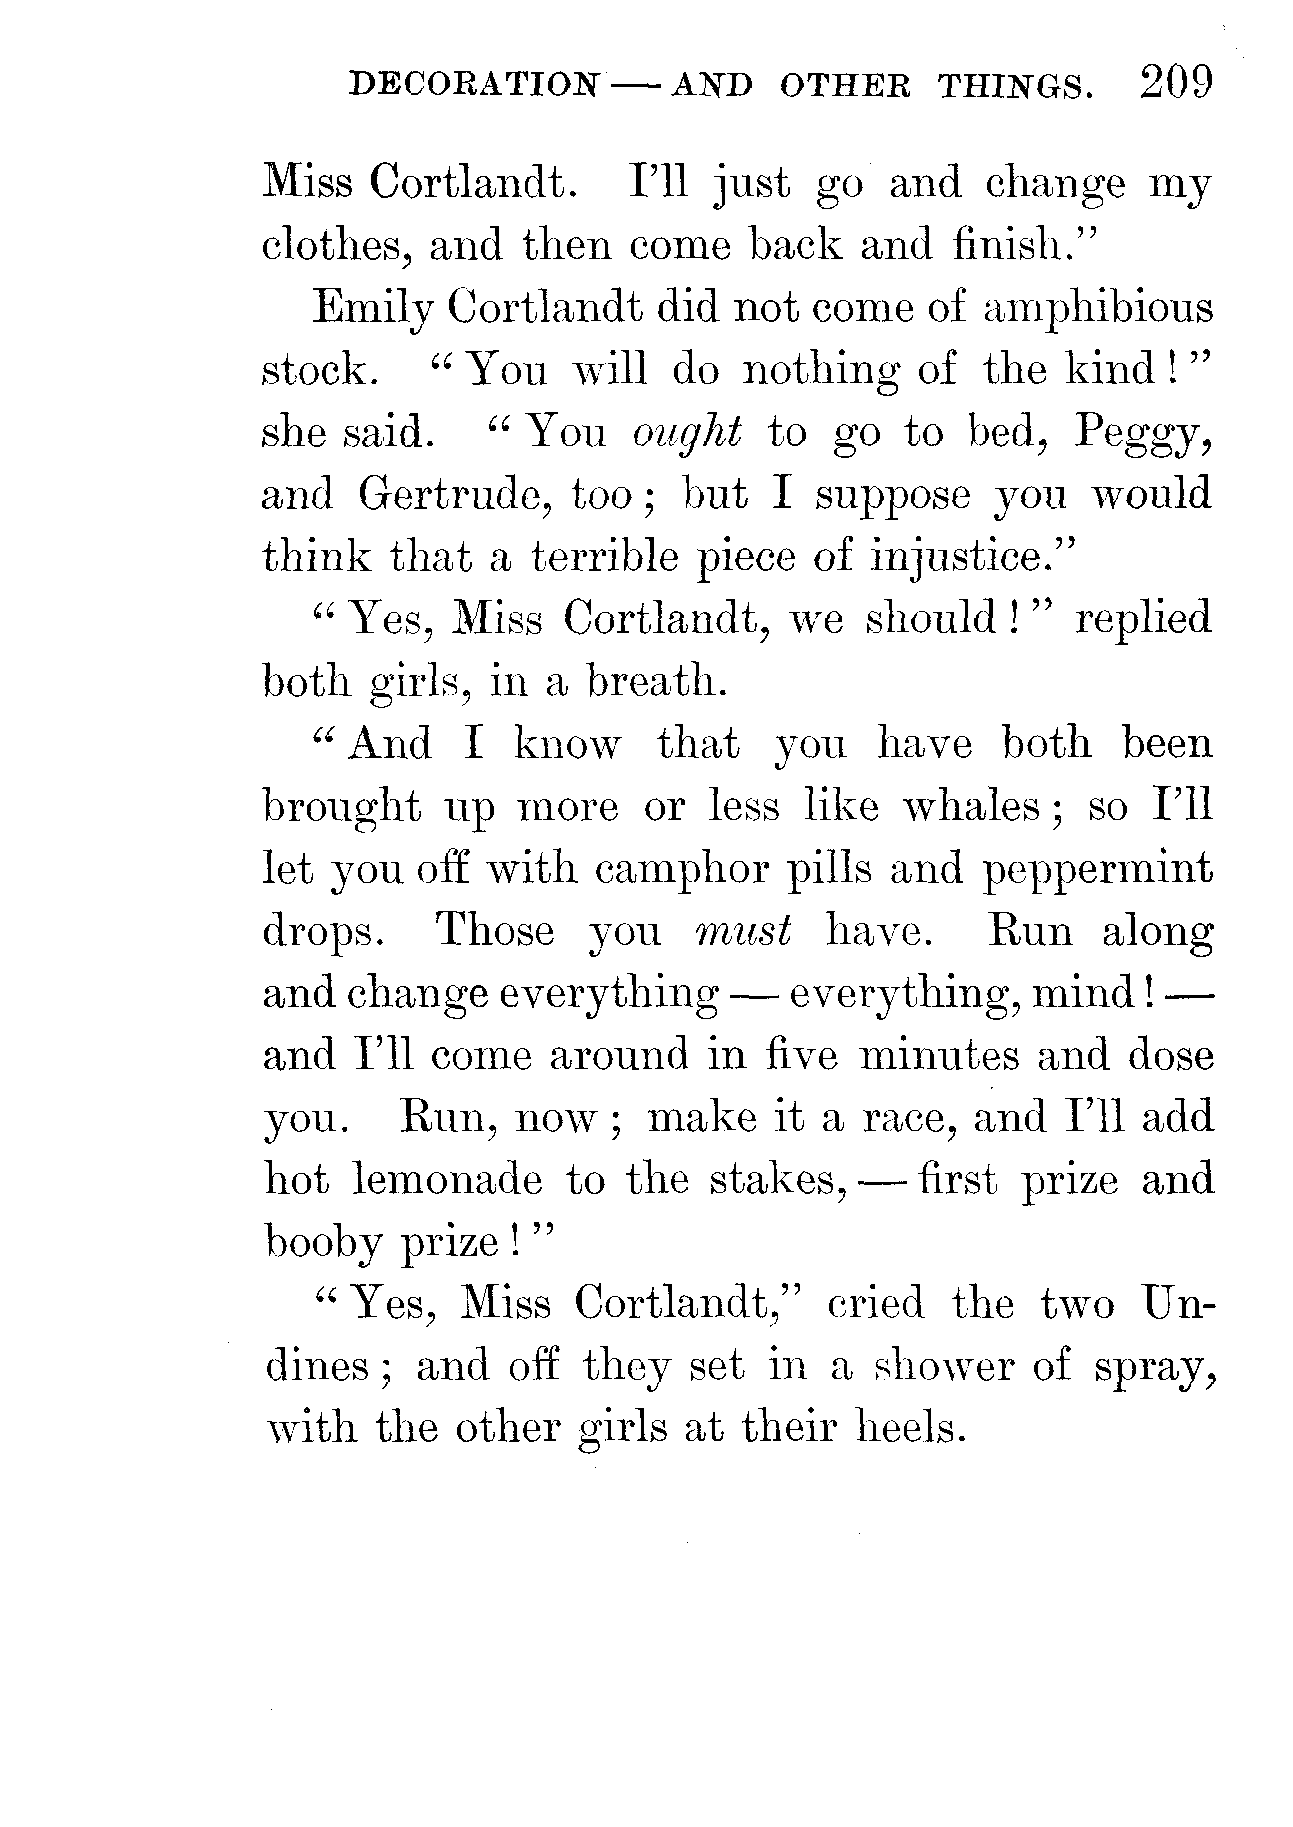 DECORATION — AND OTHER THINGS. 209
Miss Cortlandt. I'll just go and change my
clothes, and then come back and finish."
Emily Cortlandt did not come of amphibious
stock. "You will do nothing of the kind!"
she said. "You ought to go to bed, Peggy,
and Gertrude, too; but I suppose you would
think that a terrible piece of injustice."
"Yes, Miss Cortlandt, we should!" replied
both girls, in a breath.
"And I know that you have both been
brought up more or less like whales; so I'll
let you off with camphor pills and peppermint
drops. Those you must have. Run along
and change everything — everything, mind! —
and I'll come around in five minutes and dose
you. Run, now; make it a race, and I'll add
hot lemonade to the stakes, — first prize and
booby prize!"
"Yes, Miss Cortlandt," cried the two Un-
dines; and off they set in a shower of spray,
with the other girls at their heels.